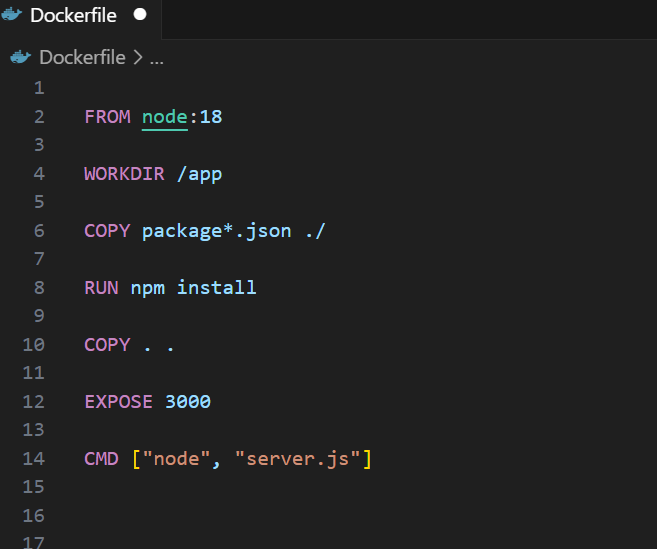 Dockerfile
Dockerfile > ...
1
2 FROM node:18
3
4 WORKDIR /app
5
6 COPY package*.json ./
7
8 RUN npm install
9
10 COPY . .
11
12 EXPOSE 3000
13
14 CMD ["node", "server.js"]
15
16
17